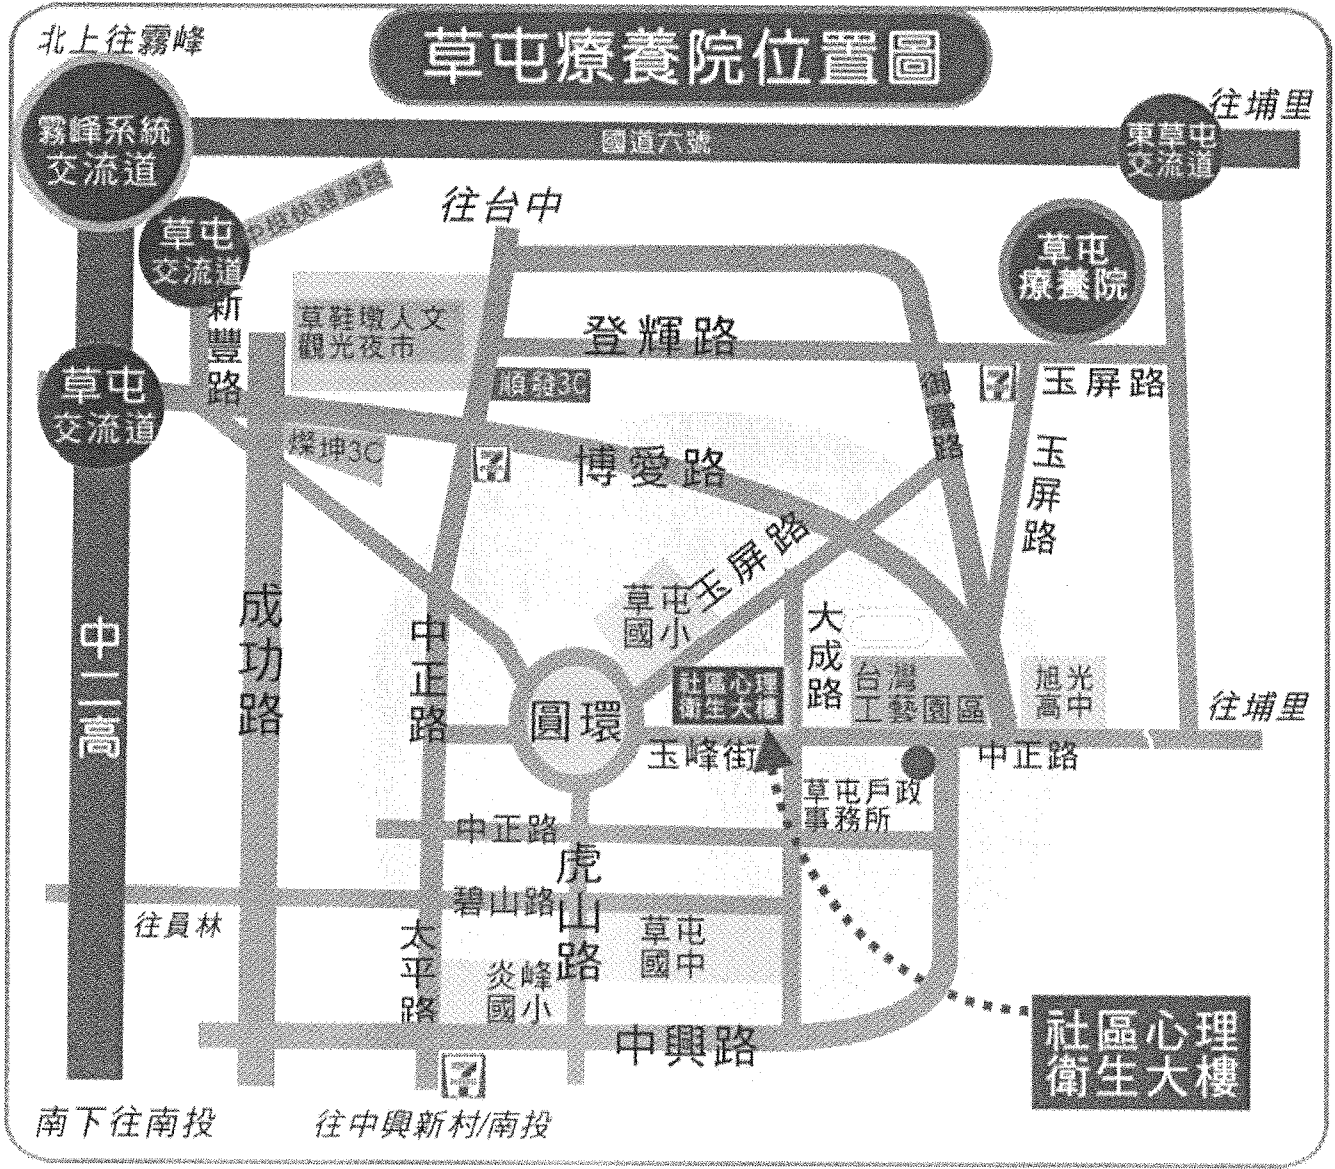 草屯療養院位置圖
北上往霧峰
往埔里
霧峰系統
交流道
國道六號
東草屯
交流道
中投快速道路
往台中
草屯
交流道
草屯
療養院
新豐路
草鞋墩人文
觀光夜市
登輝路
順發3C
御富路
玉屏路
草屯
交流道
燦坤3C
博愛路
玉屏路
玉屏路
中二高
成功路
中正路
草屯
國小
大成路
社區心理
衛生大樓
台灣
工藝園區
旭光
高中
往埔里
圓環
玉峰街
中正路
草屯戶政
事務所
中正路
虎山路
碧山路
往員林
太平路
草屯
國中
炎峰
國小
中興路
社區心理
衛生大樓
南下往南投
往中興新村/南投